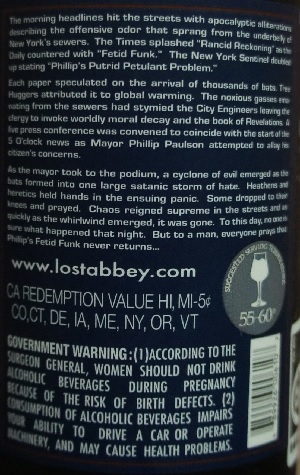 The morning headlines hit the streets with apocalyptic alliterations
describing the offensive odor that sprang from the underbelly of
New York's sewers. The Times splashed "Rancid Reckoning" as the
Daily countered with "Fetid Funk." The New York Sentinel doubled
up stating "Phillip's Putrid Petulant Problem."
Each paper speculated on the arrival of thousands of bats. Tree
Huggers attributed it to global warming. The noxious gasses ema-
nating from the sewers had stymied the City Engineers leaving the
clergy to invoke worldly moral decay and the book of Revelations. A
live press conference was convened to coincide with the start of the
5 O'clock news as Mayor Phillip Paulson attempted to allay his
citizen's concerns.
As the mayor took to the podium, a cyclone of evil emerged as the
bats formed into one large satanic storm of hate. Heathens and
heretics held hands in the ensuing panic. Some dropped to their
knees and prayed. Chaos reigned supreme in the streets and as
quickly as the whirlwind emerged, it was gone. To this day, no one is
sure what happened that night. But to a man, everyone prays that
Philip's Fetid Funk never returns...
www.lostabbey.com
CA REDEMPTION VALUE HI, MI-5¢
CO,CT, DE, IA, ME, NY, OR, VT
SUGGESTED SERVING
55-60°
GOVERNMENT WARNING:(1)ACCORDING TO THE
SURGEON GENERAL, WOMEN SHOULD NOT DRINK
ALCOHOLIC BEVERAGES DURING PREGNANCY
BECAUSE OF THE RISK OF BIRTH DEFECTS. (2)
CONSUMPTION OF ALCOHOLIC BEVERAGES IMPAIRS
YOUR ABILITY TO DRIVE A CAR OR OPERATE
MACHINERY, AND MAY CAUSE HEALTH PROBLEMS.